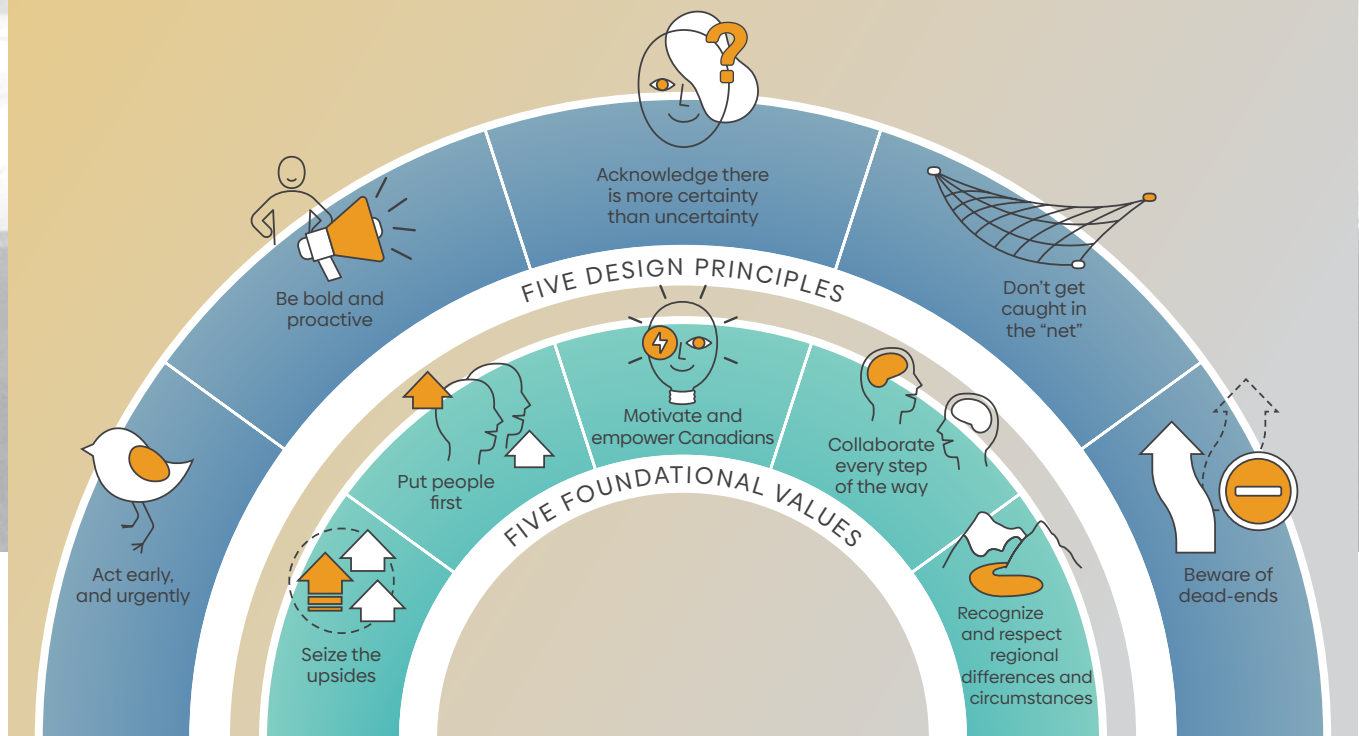 Acknowledge there
is more certainty
than uncertainty
Be bold and
proactive
Don't get
caught in
the “net”
Act early,
and urgently
Beware of
dead-ends
FIVE DESIGN PRINCIPLES
Motivate and
empower Canadians
Put people
first
Collaborate
every step
of the way
Seize the
upsides
Recognize
and respect
regional
differences and
circumstances
FIVE FOUNDATIONAL VALUES